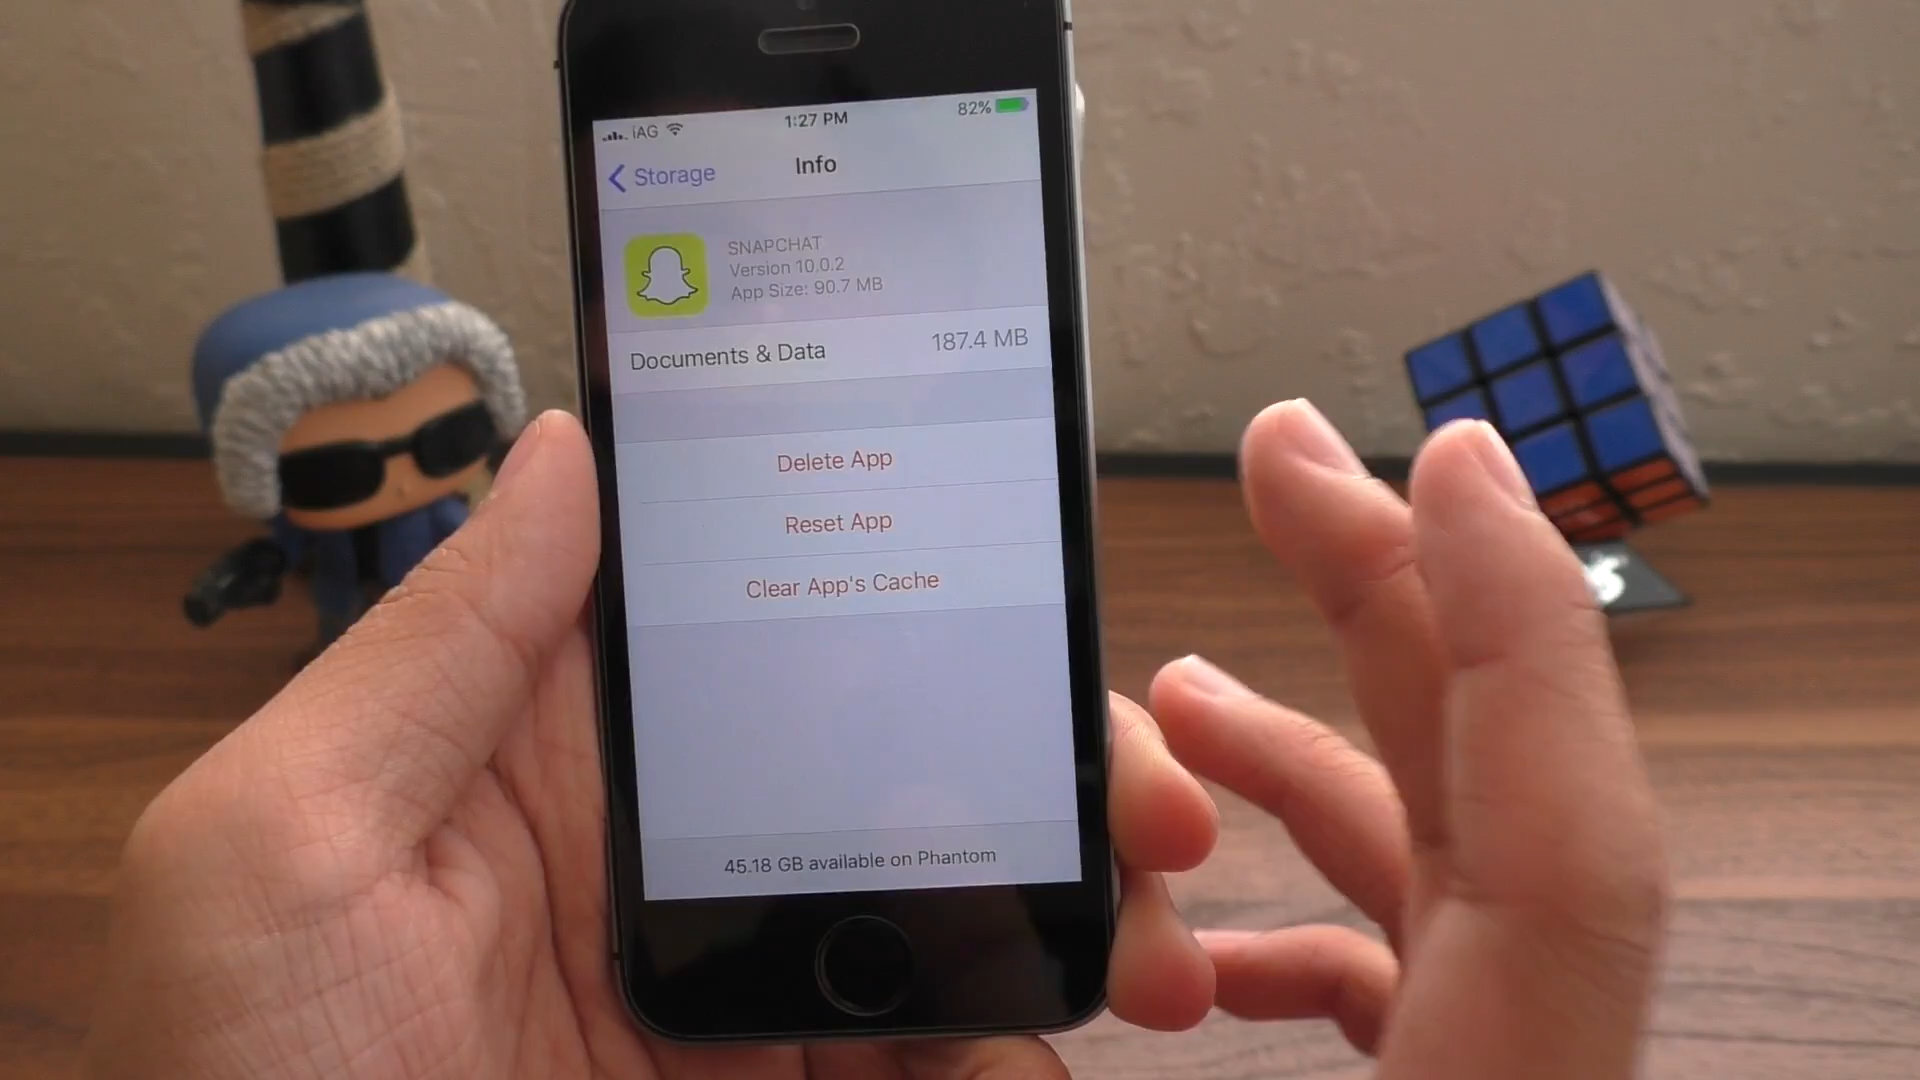 iAG 1:27 PM 82%
Storage Info
SNAPCHAT
Version 10.0.2
App Size: 90.7 MB
Documents & Data 187.4 MB
Delete App
Reset App
Clear App's Cache
45.18 GB available on Phantom